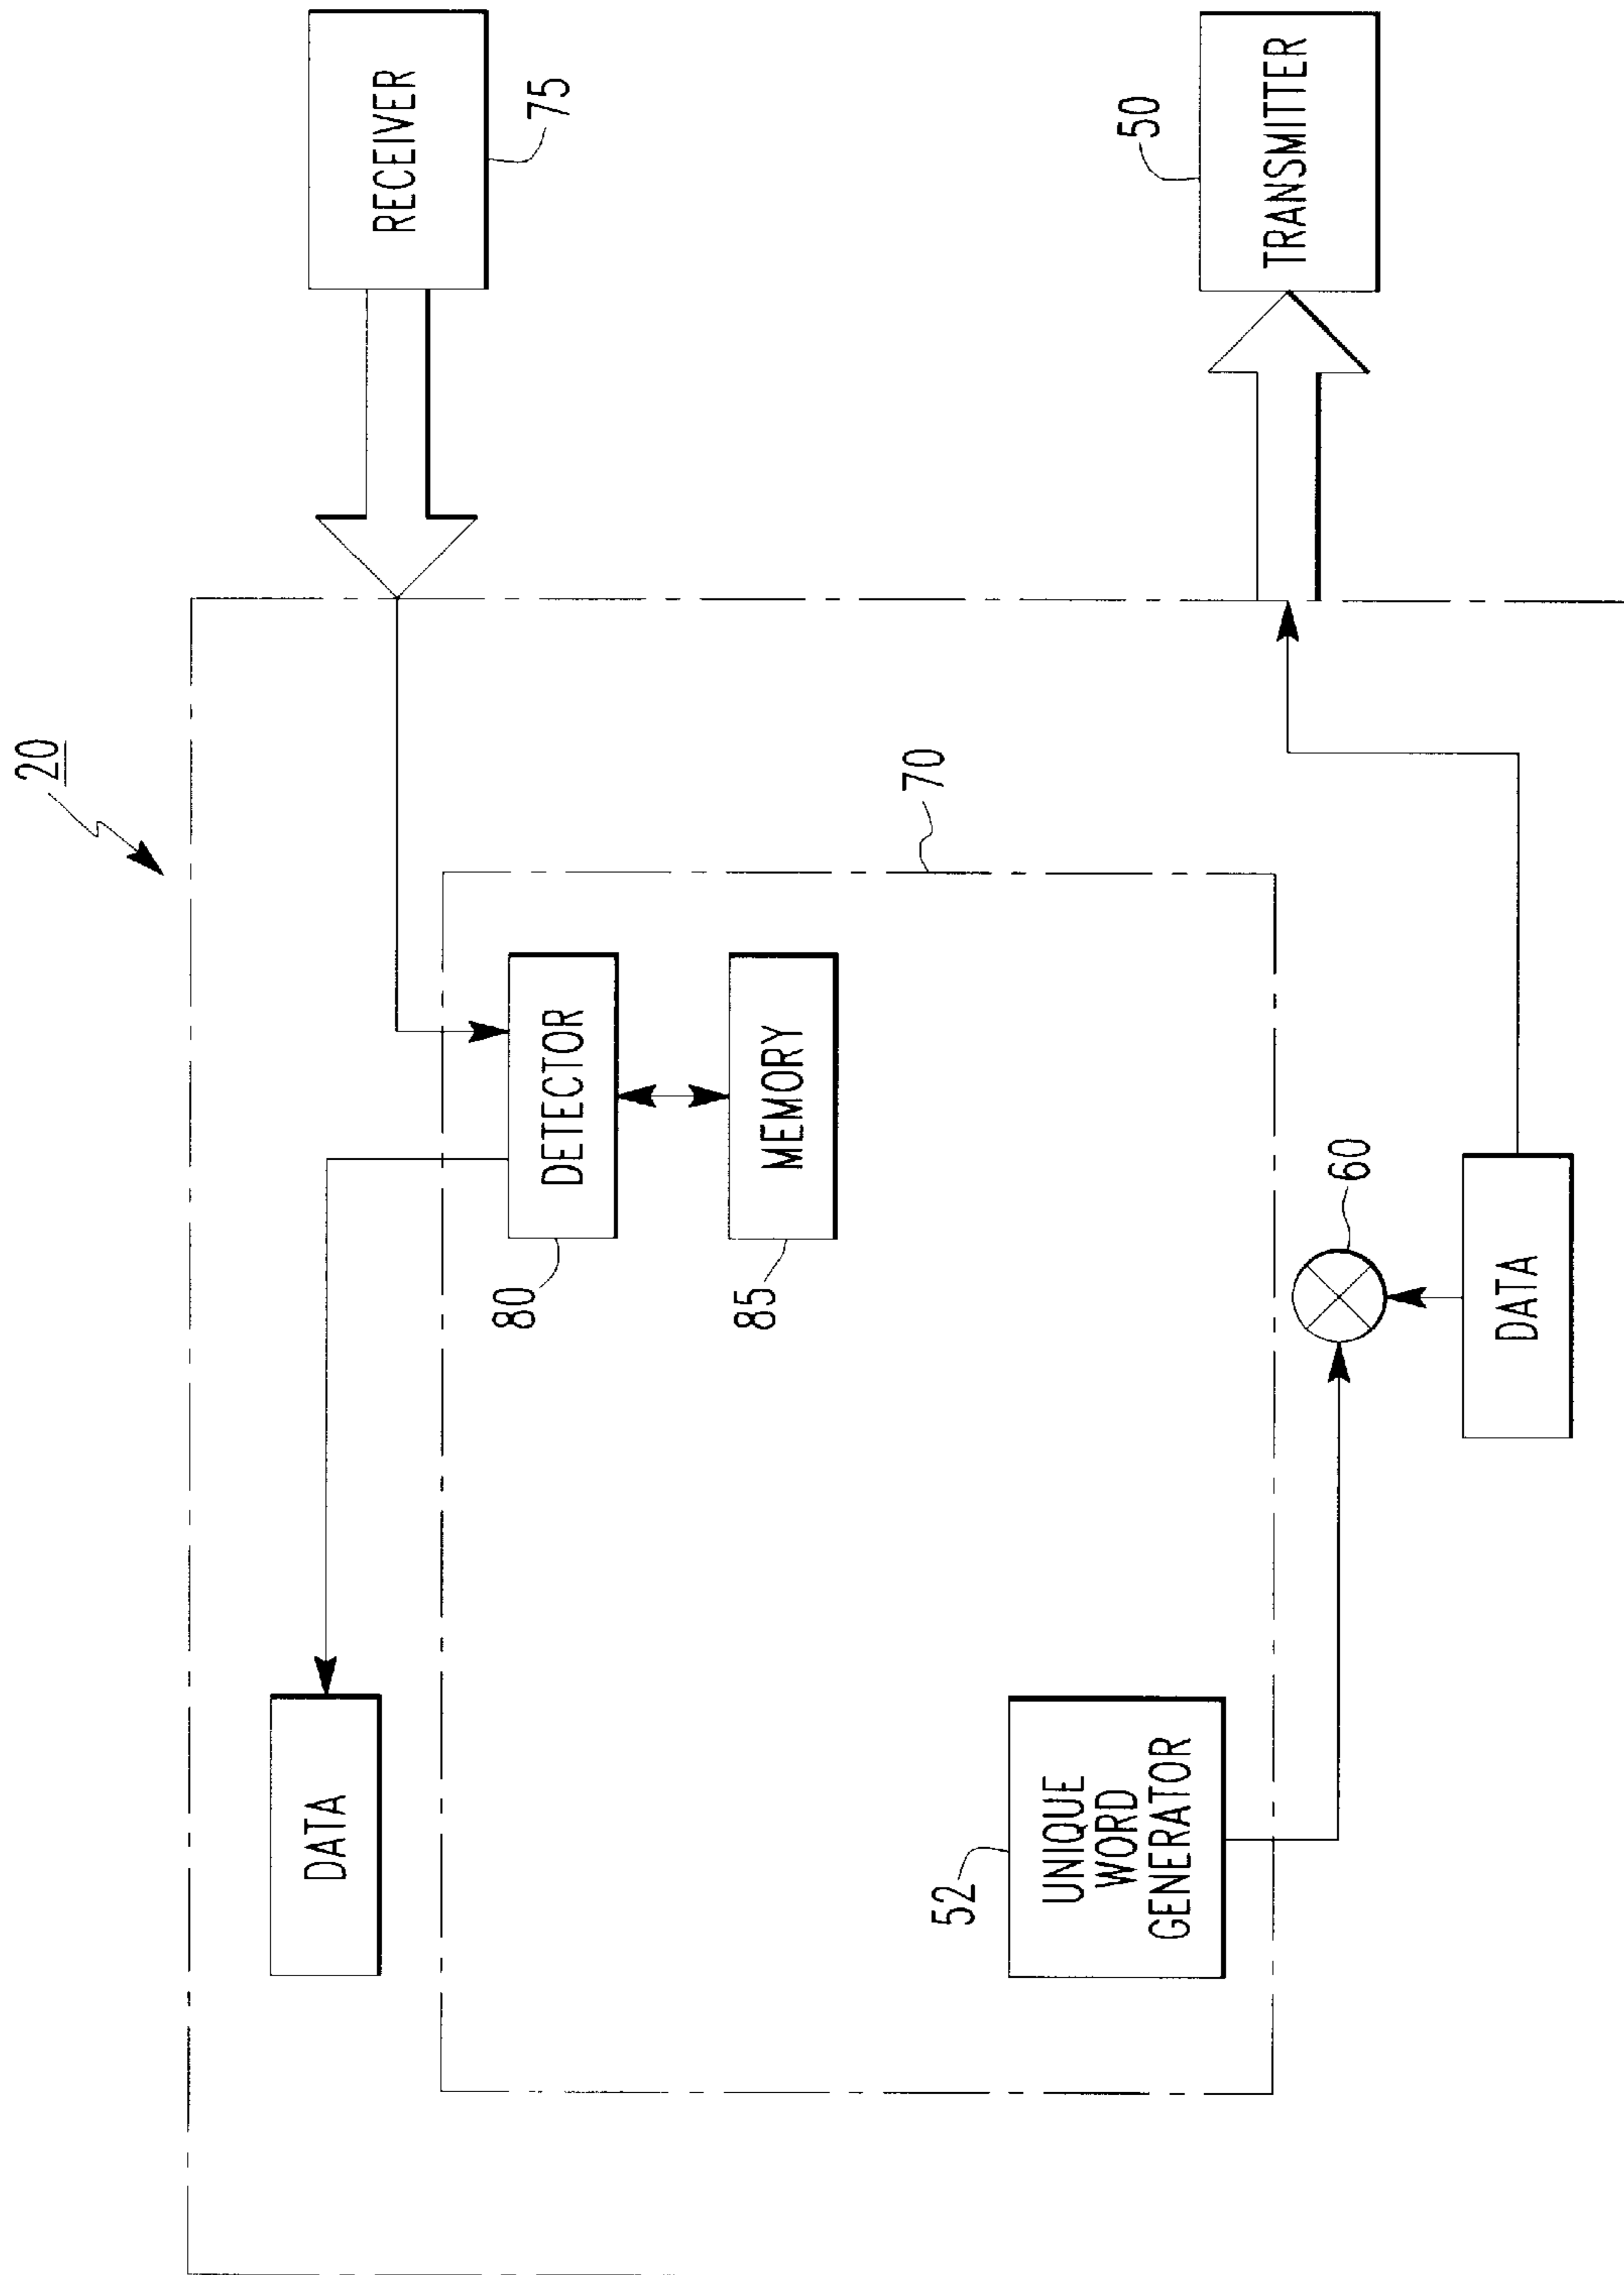 20
DATA
RECEIVER
75
DETECTOR
80
MEMORY
85
70
52
UNIQUE
WORD
GENERATOR
60
DATA
50
TRANSMITTER